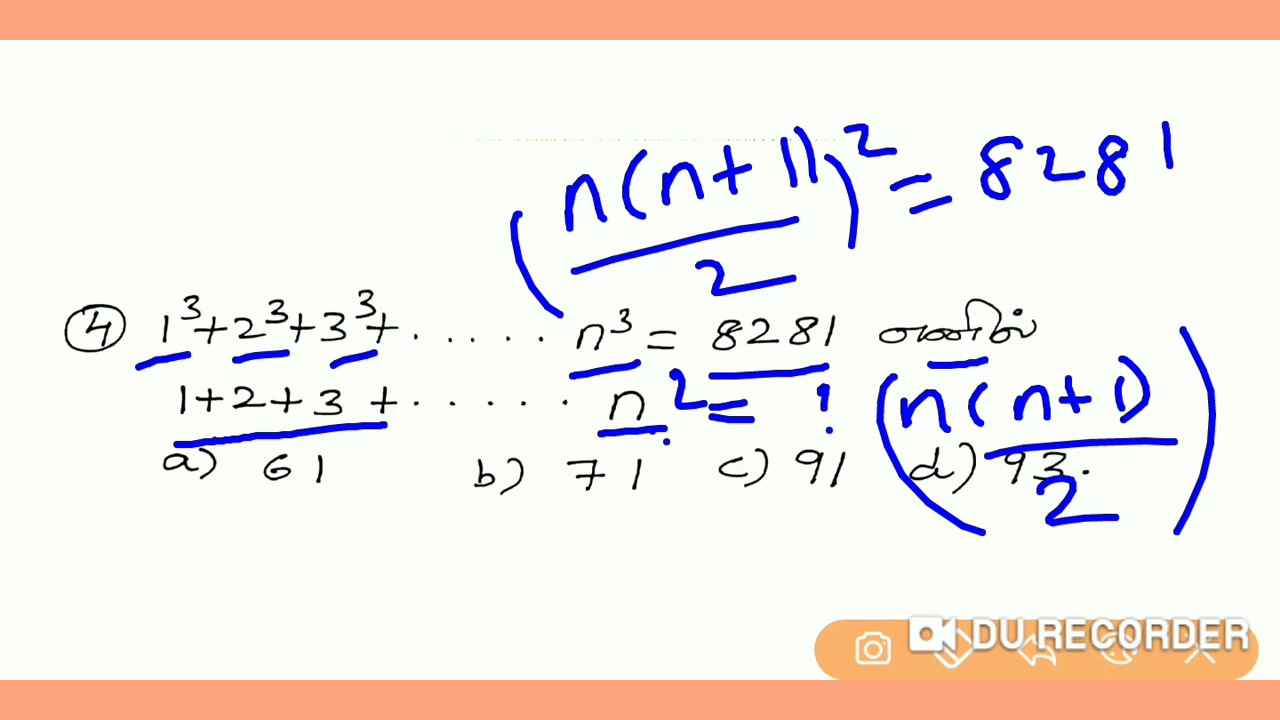 (n(n+1)/2)² = 8281
④ 1³+2³+3³+ . . . . . n³ = 8281 எனில்
1+2+3+ . . . . . . n 2 = ?
(n(n+1)/2)
a) 61 b) 71 c) 91 d) 93.
DU RECORDER